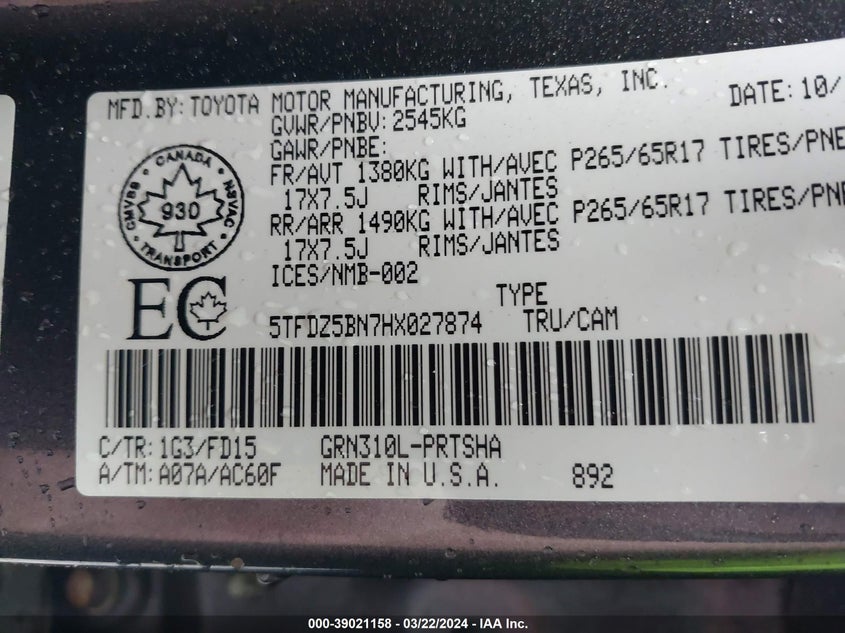 MFD.BY: TOYOTA MOTOR MANUFACTURING, TEXAS, INC. DATE: 10/
GVWR/PNBV: 2545KG
GAWR/PNBE:
FR/AVT 1380KG WITH/AVEC P265/65R17 TIRES/PNE
17X7.5J RIMS/JANTES
RR/ARR 1490KG WITH/AVEC P265/65R17 TIRES/PNE
17X7.5J RIMS/JANTES
ICES/NMB-002
CANADA
CMVSS
930
NSVAC
TRANSPORT
EC
TYPE
5TFDZ5BN7HX027874 TRU/CAM
C/TR: 1G3/FD15 GRN310L-PRTSHA
A/TM: A07A/AC60F MADE IN U.S.A. 892
000-39021158 - 03/22/2024 - IAA Inc.